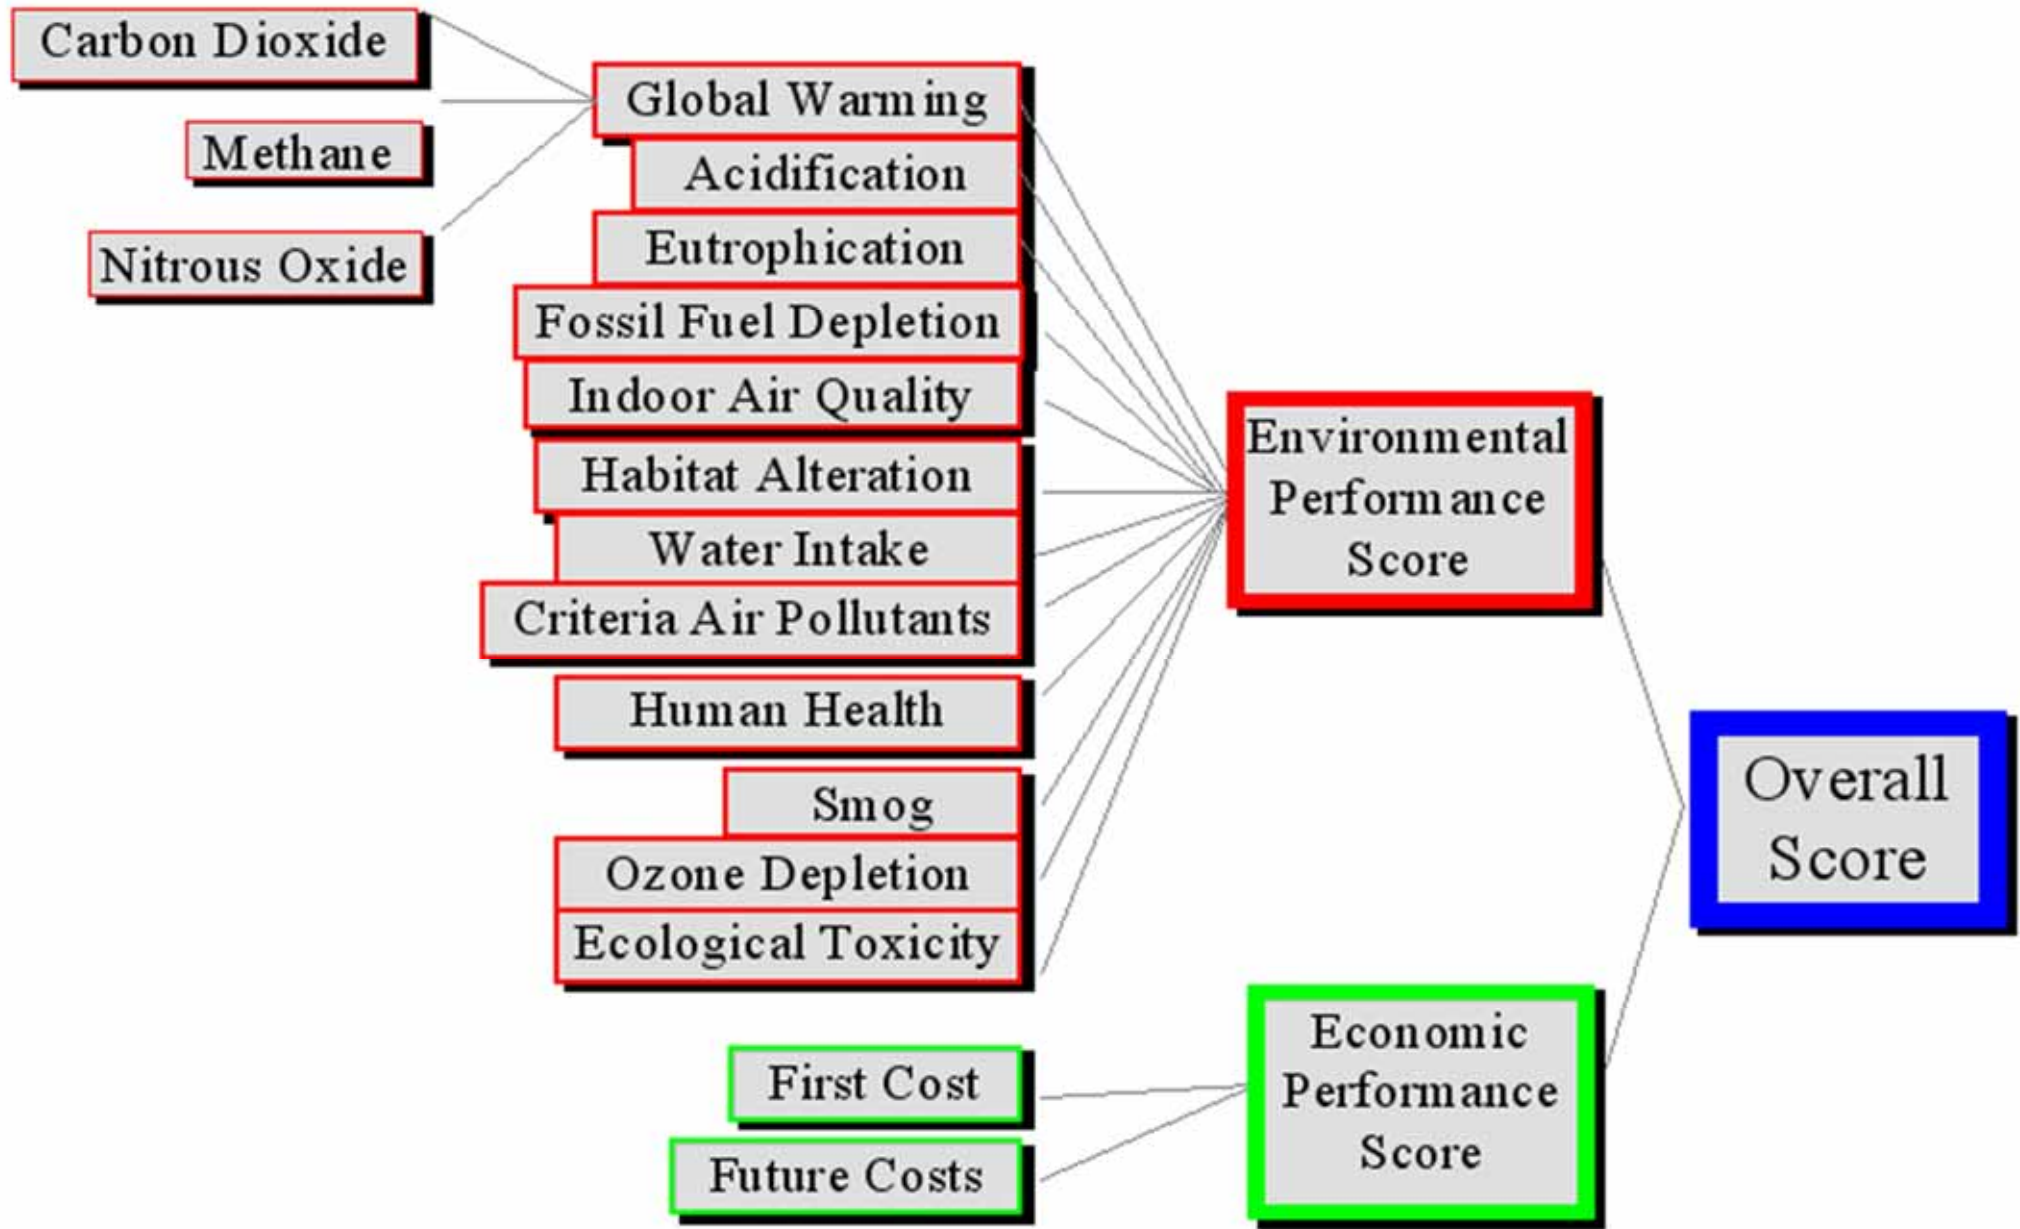 Carbon Dioxide
Methane
Nitrous Oxide
Global Warming
Acidification
Eutrophication
Fossil Fuel Depletion
Indoor Air Quality
Habitat Alteration
Water Intake
Criteria Air Pollutants
Human Health
Smog
Ozone Depletion
Ecological Toxicity
First Cost
Future Costs
Environmental
Performance
Score
Economic
Performance
Score
Overall
Score